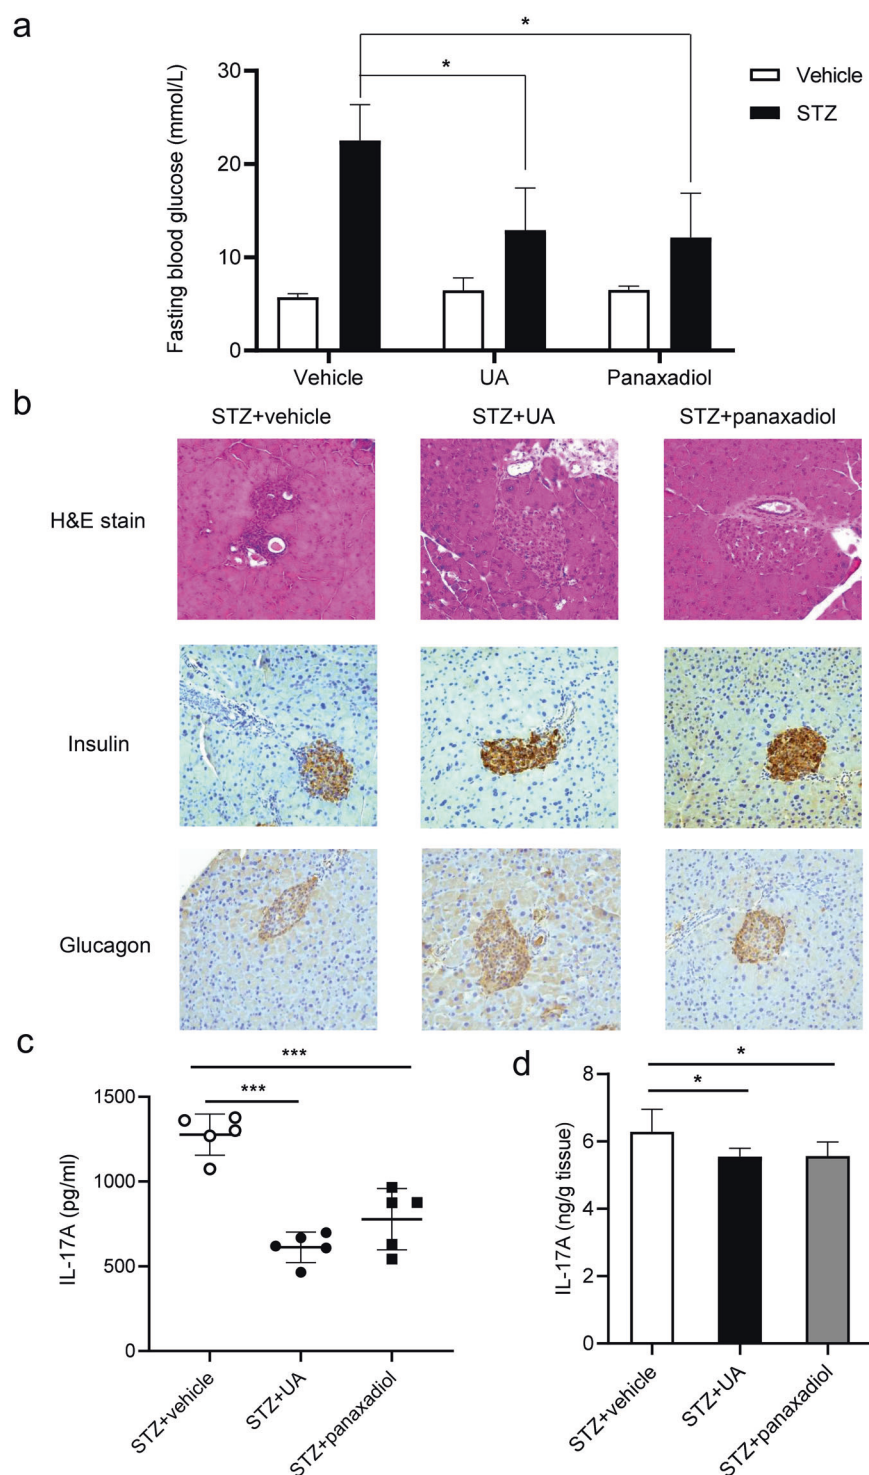 a
*
*
Fasting blood glucose (mmol/L)
30
20
10
0
Vehicle
STZ
Vehicle
UA
Panaxadiol
b
STZ+vehicle
STZ+UA
STZ+panaxadiol
H&E stain
Insulin
Glucagon
c
***
***
IL-17A (pg/ml)
1500
1000
500
0
STZ+vehicle
STZ+UA
STZ+panaxadiol
d
*
*
IL-17A (ng/g tissue)
8
6
4
2
0
STZ+vehicle
STZ+UA
STZ+panaxadiol